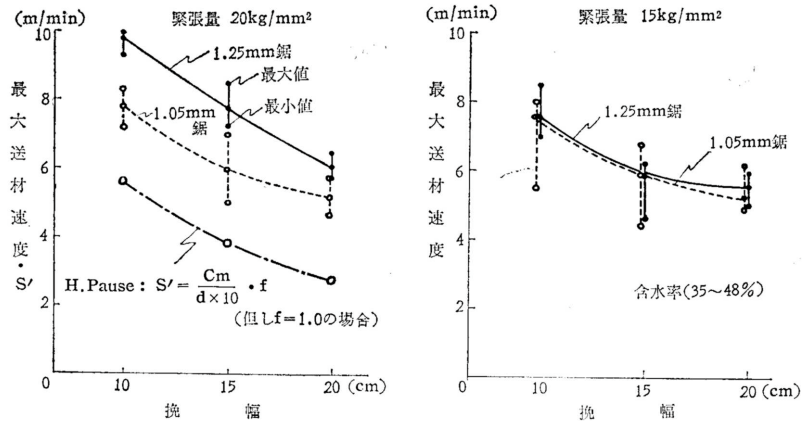 (m/min)
緊張量 20kg/mm²
10
8
6
4
2
0
最大送材速度・S′
1.25mm鋸
最大値
最小値
1.05mm
鋸
H.Pause: S′=Cm/d×10・f
(但しf=1.0の場合)
10
15
20
(cm)
挽幅
(m/min)
緊張量 15kg/mm²
10
8
6
4
2
0
最大送材速度
1.25mm鋸
1.05mm鋸
含水率(35~48%)
10
15
20
(cm)
挽幅